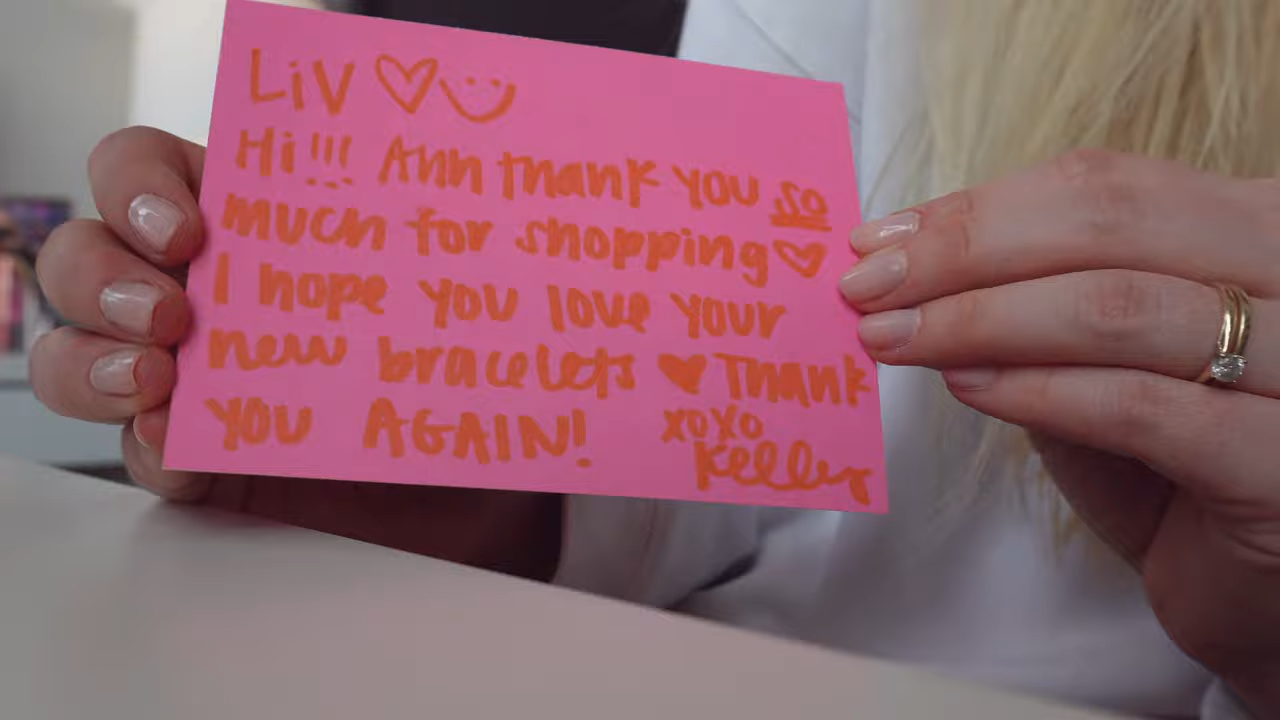 LiV ♡ ☺
Hi!!! Ahh thank you so
much for shopping ♡
I hope you love your
new bracelets ♥ Thank
you AGAIN! xoxo
Kelley